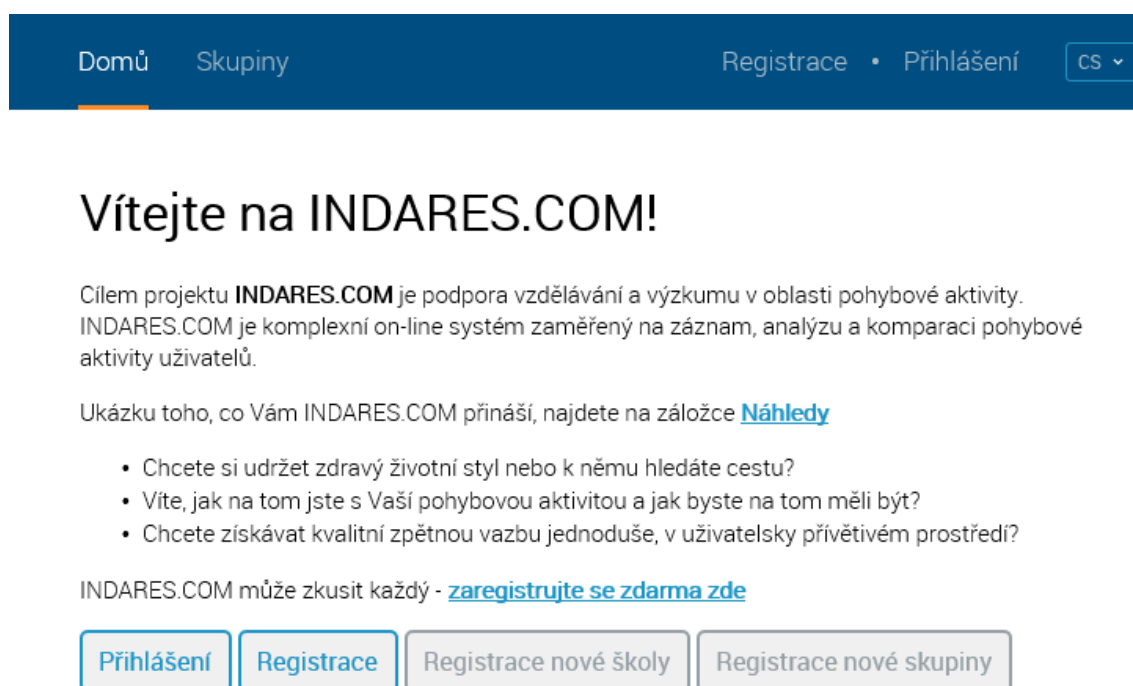 Domů Skupiny Registrace • Přihlášení CS
Vítejte na INDARES.COM!
Cílem projektu INDARES.COM je podpora vzdělávání a výzkumu v oblasti pohybové aktivity.
INDARES.COM je komplexní on-line systém zaměřený na záznam, analýzu a komparaci pohybové
aktivity uživatelů.
Ukázku toho, co Vám INDARES.COM přináší, najdete na záložce Náhledy
• Chcete si udržet zdravý životní styl nebo k němu hledáte cestu?
• Víte, jak na tom jste s Vaší pohybovou aktivitou a jak byste na tom měli být?
• Chcete získávat kvalitní zpětnou vazbu jednoduše, v uživatelsky přívětivém prostředí?
INDARES.COM může zkusit každý - zaregistrujte se zdarma zde
Přihlášení Registrace Registrace nové školy Registrace nové skupiny